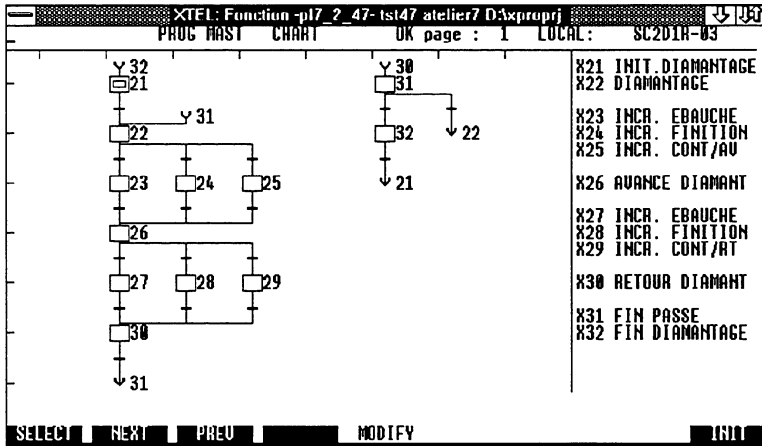 XTEL: Fonction -pl7_2_47- tst47 atelier7 D:\xproprj
PROG MAST CHART OK page : 1 LOCAL: SC2D1R-03
32
21
31
22
23 24 25
26
27 28 29
30
31
30
31
32 22
21
X21 INIT.DIAMANTAGE
X22 DIAMANTAGE
X23 INCR. EBAUCHE
X24 INCR. FINITION
X25 INCR. CONT/AV
X26 AVANCE DIAMANT
X27 INCR. EBAUCHE
X28 INCR. FINITION
X29 INCR. CONT/RT
X30 RETOUR DIAMANT
X31 FIN PASSE
X32 FIN DIAMANTAGE
SELECT NEXT PREV MODIFY INIT